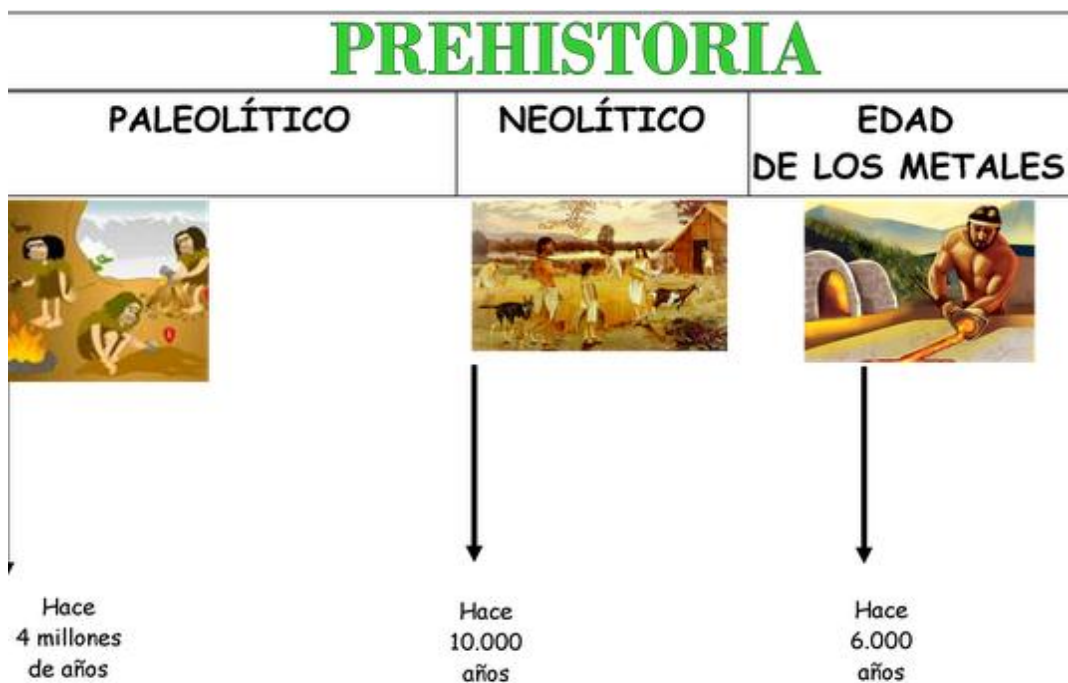 PREHISTORIA
PALEOLÍTICO
NEOLÍTICO
EDAD
DE LOS METALES
Hace
4 millones
de años
Hace
10.000
años
Hace
6.000
años